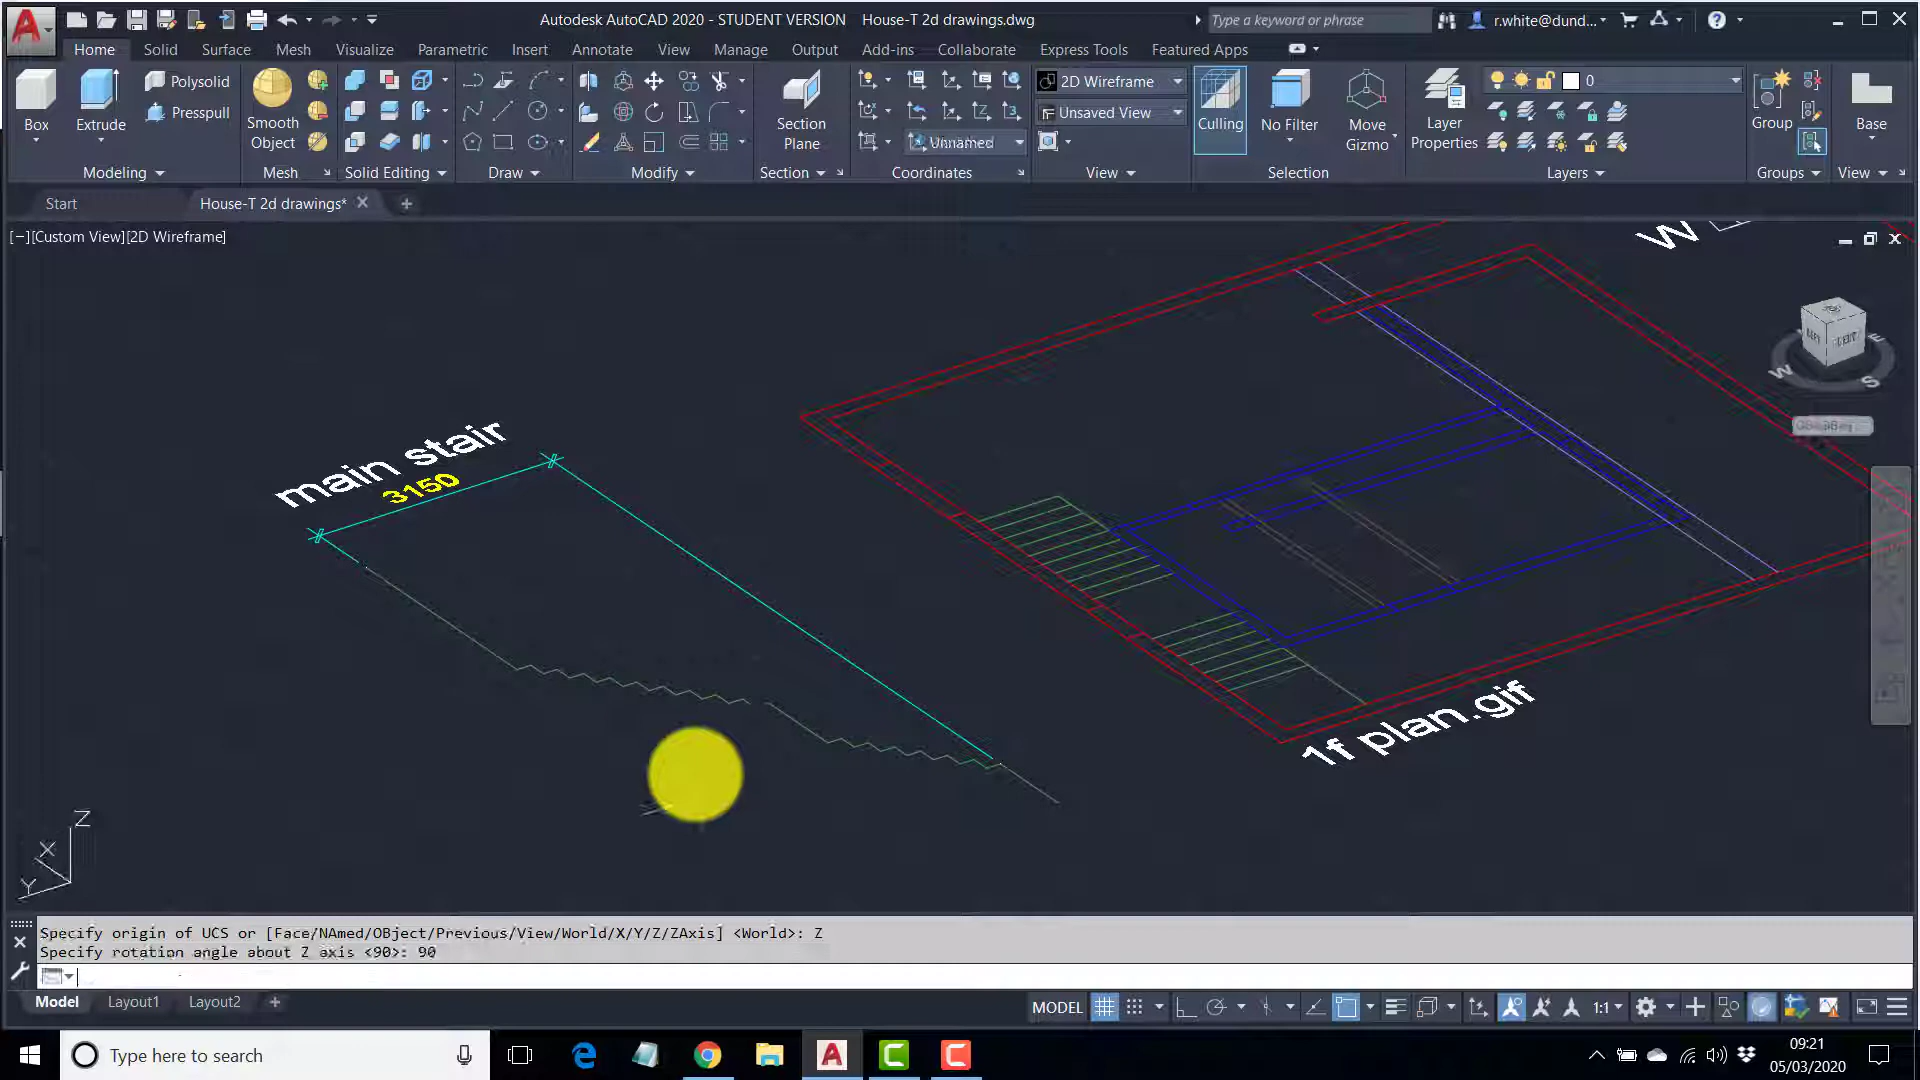 Autodesk AutoCAD 2020 - STUDENT VERSION House-T 2d drawings.dwg
Type a keyword or phrase
r.white@dund...
Home Solid Surface Mesh Visualize Parametric Insert Annotate View Manage Output Add-ins Collaborate Express Tools Featured Apps
Box
Extrude
Polysolid
Presspull
Smooth
Object
Section
Plane
Unnamed
2D Wireframe
Unsaved View
Culling
No Filter
Move
Gizmo
Layer
Properties
0
Group
Base
Modeling Mesh Solid Editing Draw Modify Section Coordinates View Selection Layers Groups View
Start House-T 2d drawings*
[−][Custom View][2D Wireframe]
W
E
W
S
main stair
3150
1f plan.gif
Z
X
Y
Specify origin of UCS or [Face/NAmed/OBject/Previous/View/World/X/Y/Z/ZAxis] <World>: Z
Specify rotation angle about Z axis <90>: 90
Model Layout1 Layout2
MODEL
1:1
Type here to search
09:21
05/03/2020